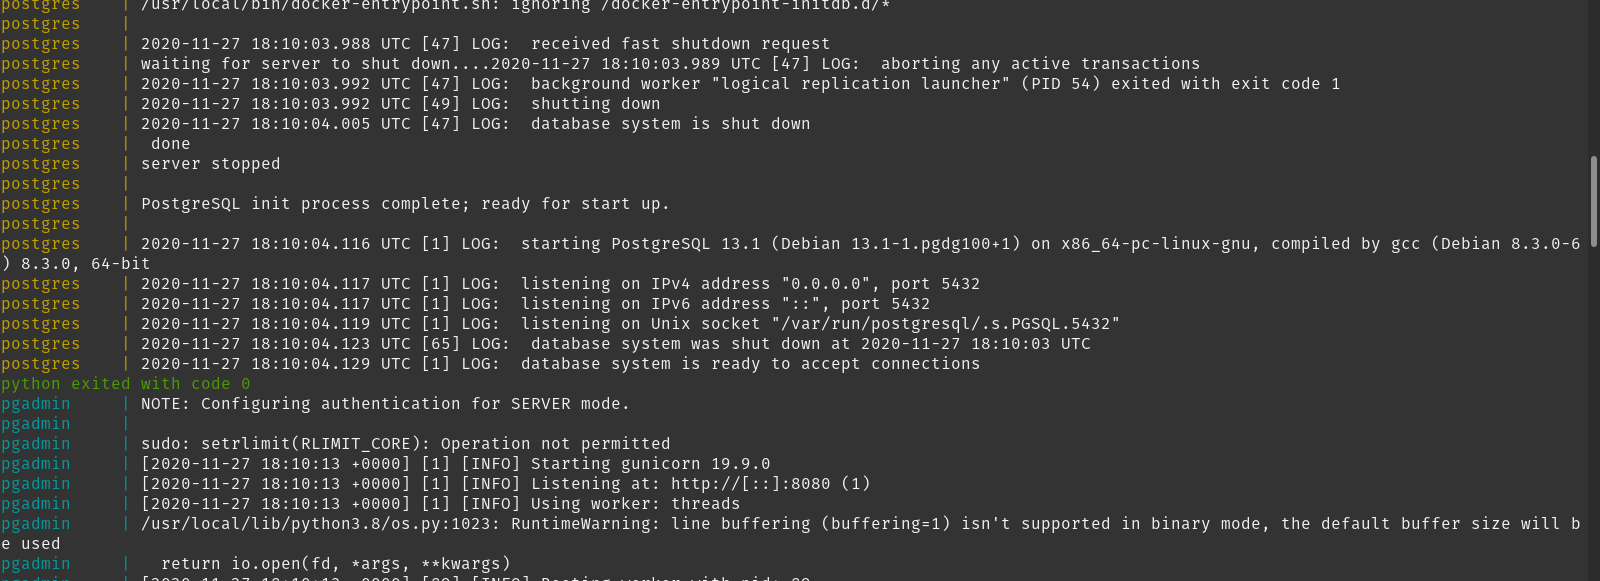 postgres    | /usr/local/bin/docker-entrypoint.sh: ignoring /docker-entrypoint-initdb.d/*
postgres    |
postgres    | 2020-11-27 18:10:03.988 UTC [47] LOG:  received fast shutdown request
postgres    | waiting for server to shut down....2020-11-27 18:10:03.989 UTC [47] LOG:  aborting any active transactions
postgres    | 2020-11-27 18:10:03.992 UTC [47] LOG:  background worker "logical replication launcher" (PID 54) exited with exit code 1
postgres    | 2020-11-27 18:10:03.992 UTC [49] LOG:  shutting down
postgres    | 2020-11-27 18:10:04.005 UTC [47] LOG:  database system is shut down
postgres    |  done
postgres    | server stopped
postgres    |
postgres    | PostgreSQL init process complete; ready for start up.
postgres    |
postgres    | 2020-11-27 18:10:04.116 UTC [1] LOG:  starting PostgreSQL 13.1 (Debian 13.1-1.pgdg100+1) on x86_64-pc-linux-gnu, compiled by gcc (Debian 8.3.0-6
) 8.3.0, 64-bit
postgres    | 2020-11-27 18:10:04.117 UTC [1] LOG:  listening on IPv4 address "0.0.0.0", port 5432
postgres    | 2020-11-27 18:10:04.117 UTC [1] LOG:  listening on IPv6 address "::", port 5432
postgres    | 2020-11-27 18:10:04.119 UTC [1] LOG:  listening on Unix socket "/var/run/postgresql/.s.PGSQL.5432"
postgres    | 2020-11-27 18:10:04.123 UTC [65] LOG:  database system was shut down at 2020-11-27 18:10:03 UTC
postgres    | 2020-11-27 18:10:04.129 UTC [1] LOG:  database system is ready to accept connections
python exited with code 0
pgadmin     | NOTE: Configuring authentication for SERVER mode.
pgadmin     |
pgadmin     | sudo: setrlimit(RLIMIT_CORE): Operation not permitted
pgadmin     | [2020-11-27 18:10:13 +0000] [1] [INFO] Starting gunicorn 19.9.0
pgadmin     | [2020-11-27 18:10:13 +0000] [1] [INFO] Listening at: http://[::]:8080 (1)
pgadmin     | [2020-11-27 18:10:13 +0000] [1] [INFO] Using worker: threads
pgadmin     | /usr/local/lib/python3.8/os.py:1023: RuntimeWarning: line buffering (buffering=1) isn't supported in binary mode, the default buffer size will b
e used
pgadmin     |   return io.open(fd, *args, **kwargs)